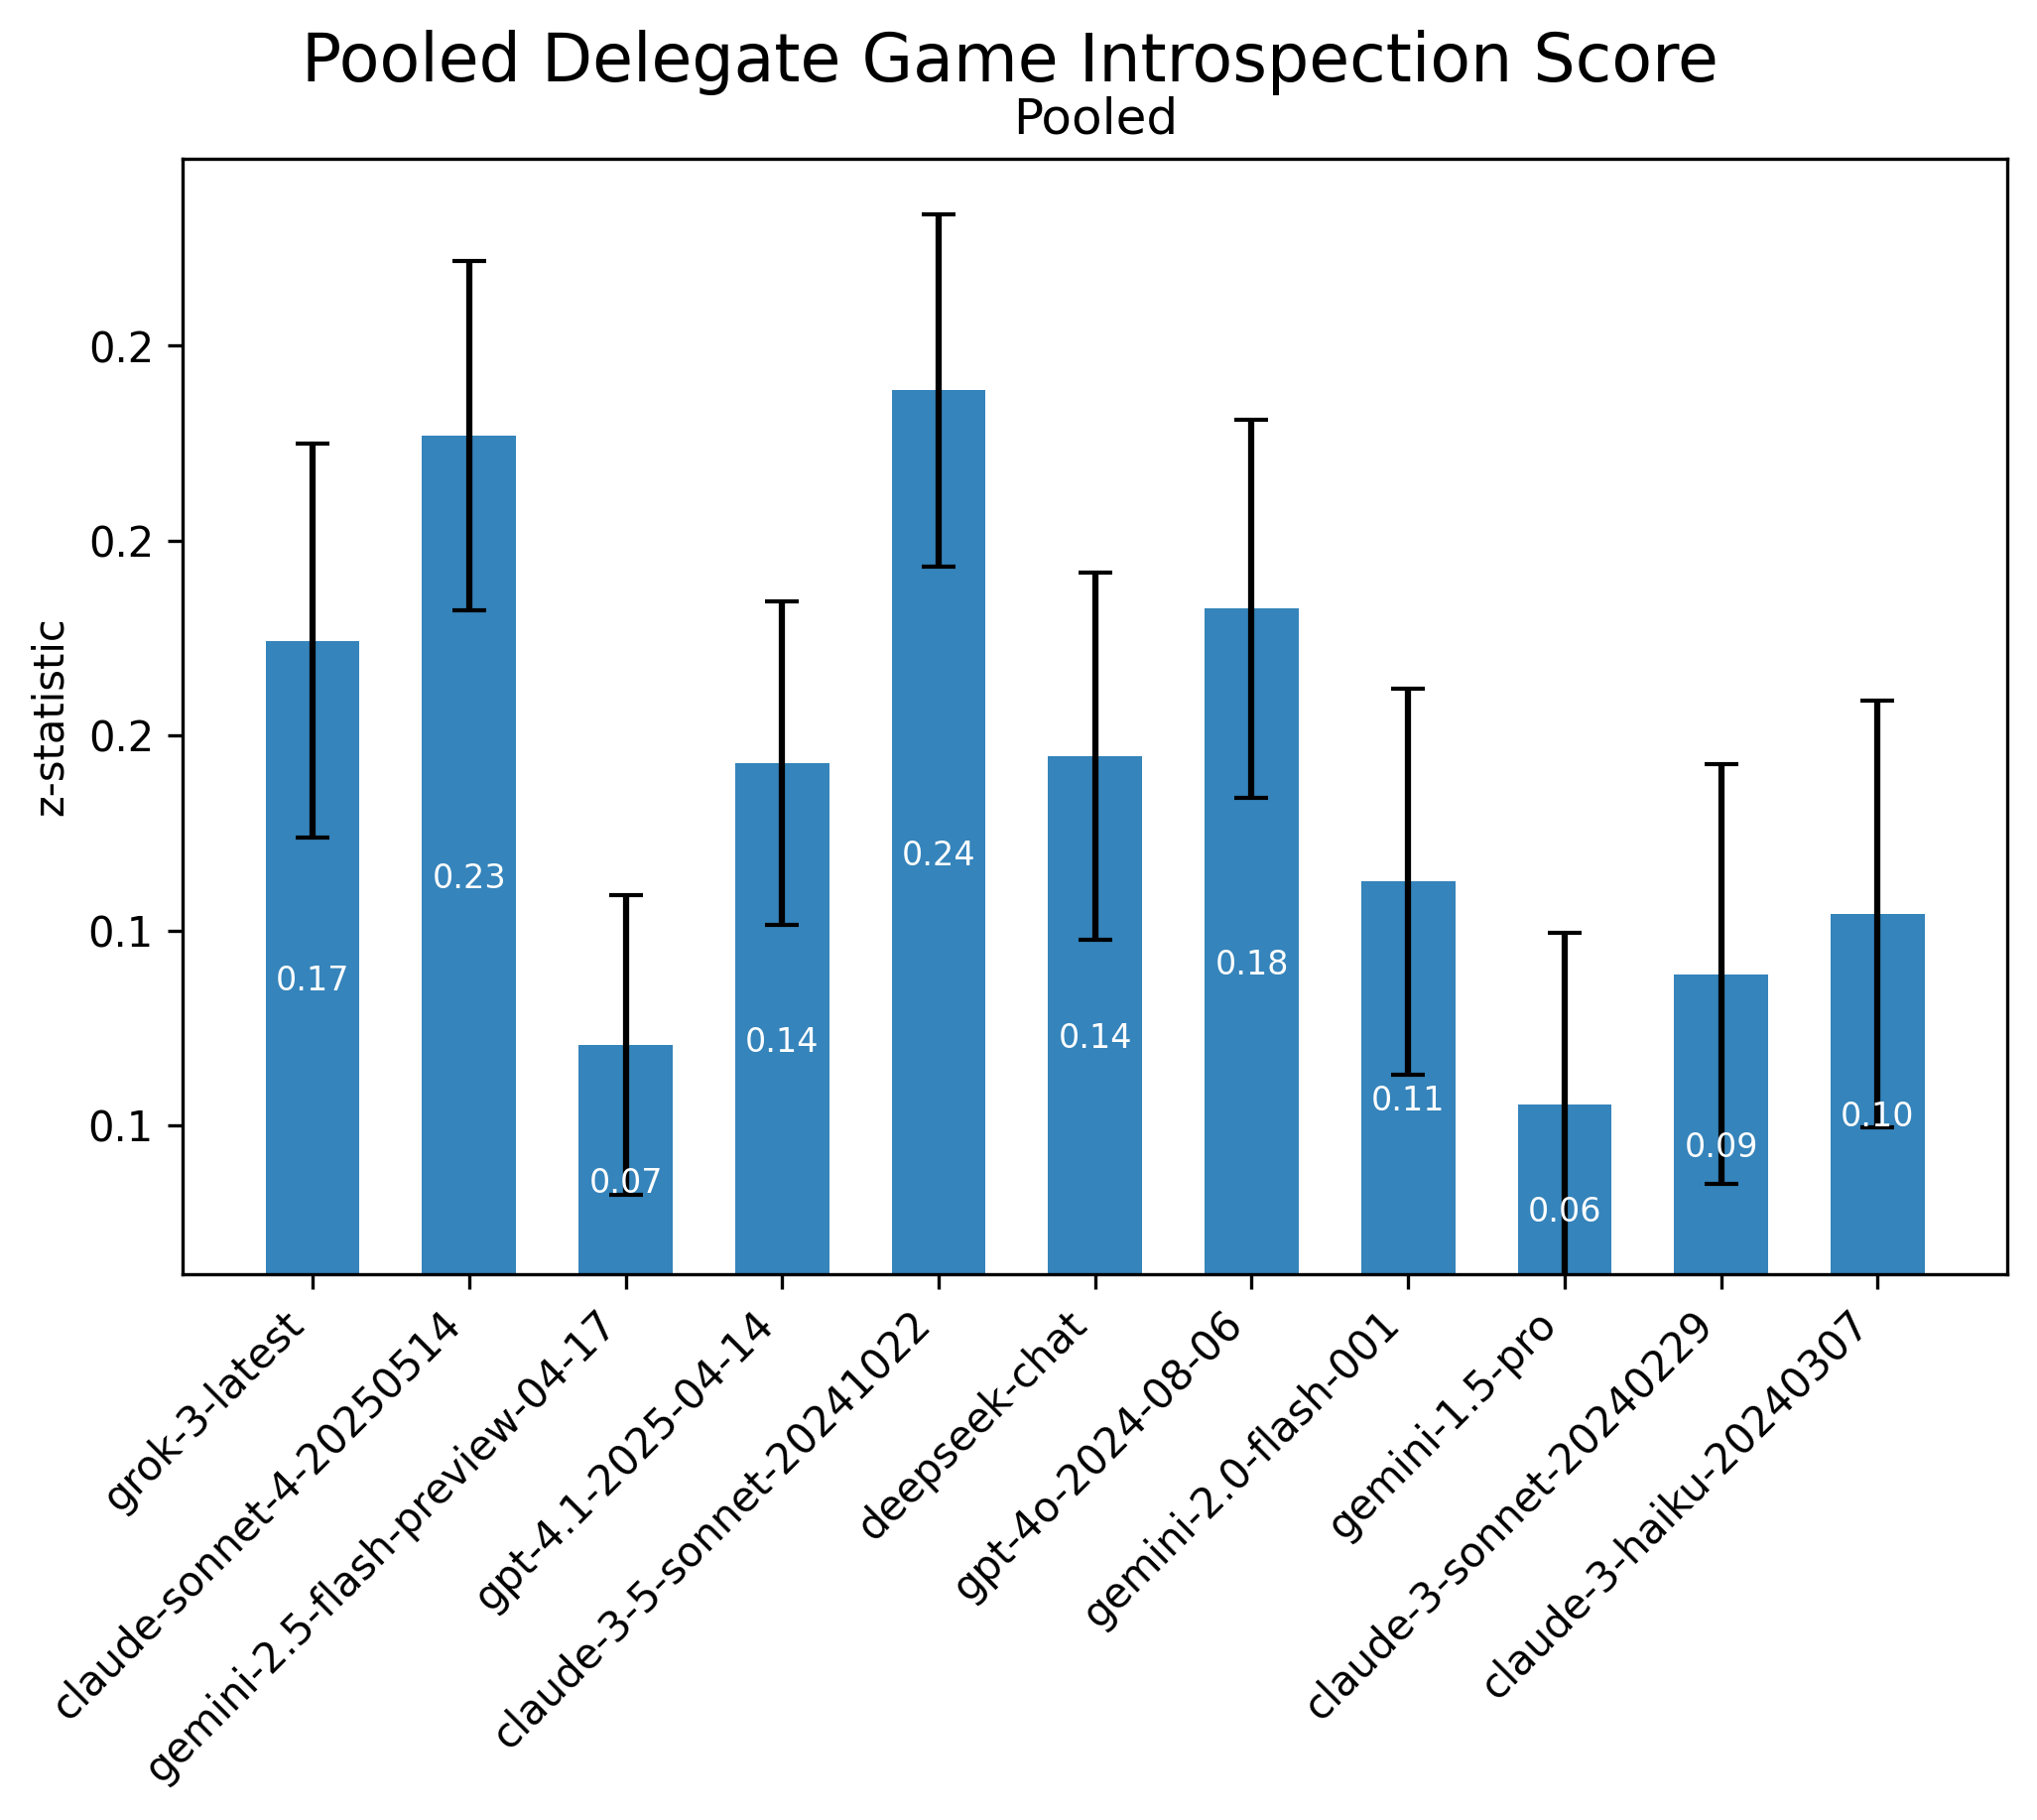 Pooled Delegate Game Introspection Score
Pooled
z-statistic
0.2
0.2
0.2
0.1
0.1
0.17
0.23
0.07
0.14
0.24
0.14
0.18
0.11
0.06
0.09
0.10
grok-3-latest
claude-sonnet-4-20250514
gemini-2.5-flash-preview-04-17
gpt-4.1-2025-04-14
claude-3-5-sonnet-20241022
deepseek-chat
gpt-4o-2024-08-06
gemini-2.0-flash-001
gemini-1.5-pro
claude-3-sonnet-20240229
claude-3-haiku-20240307